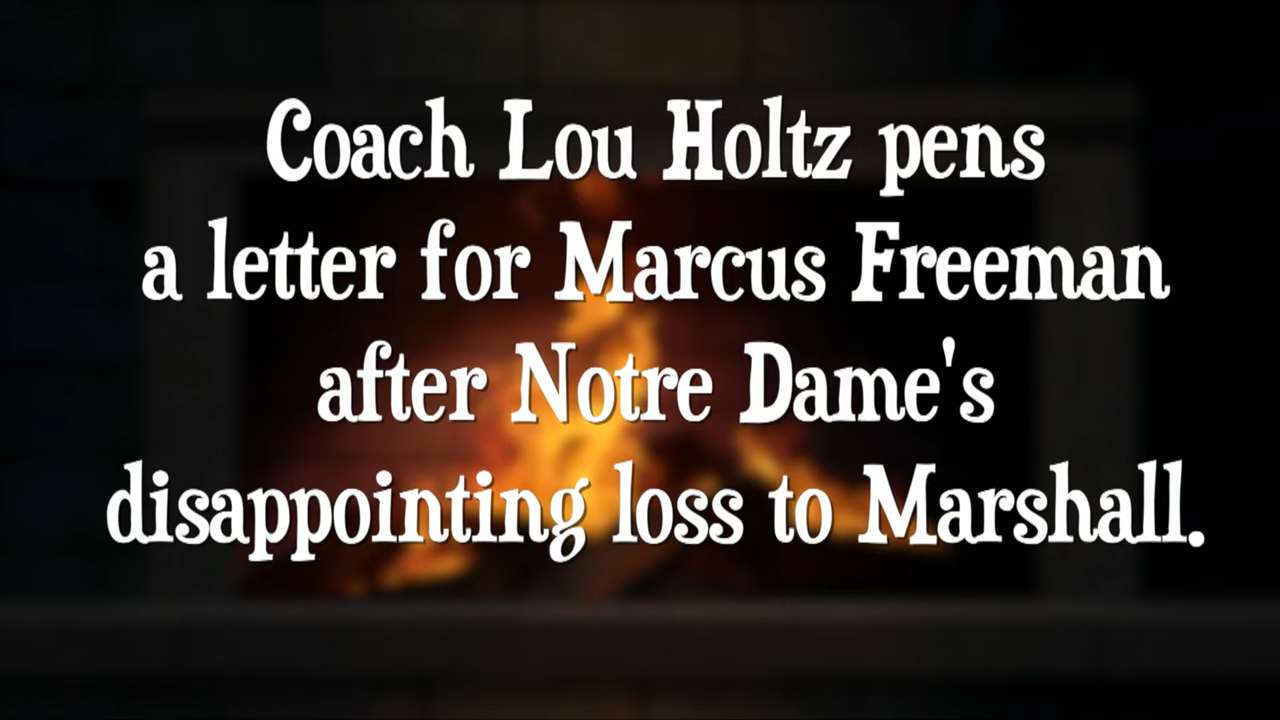 Coach Lou Holtz pens
a letter for Marcus Freeman
after Notre Dame's
disappointing loss to Marshall.